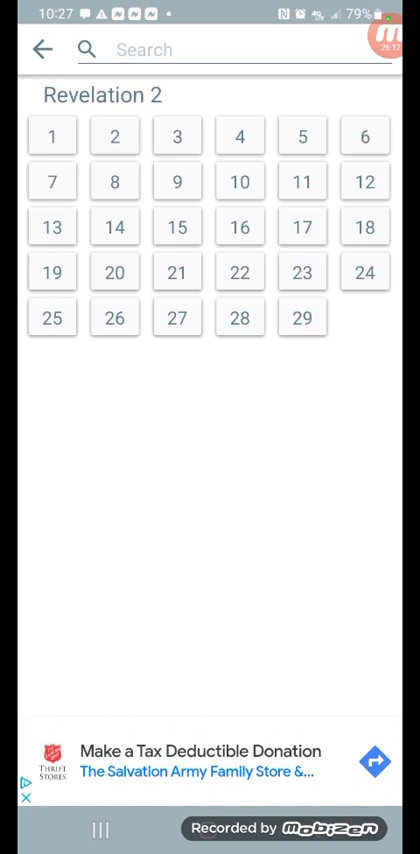 10:27 79%
26:12
Search
Revelation 2
1 2 3 4 5 6
7 8 9 10 11 12
13 14 15 16 17 18
19 20 21 22 23 24
25 26 27 28 29
Make a Tax Deductible Donation
THRIFT
STORES
The Salvation Army Family Store &...
Recorded by mobizen